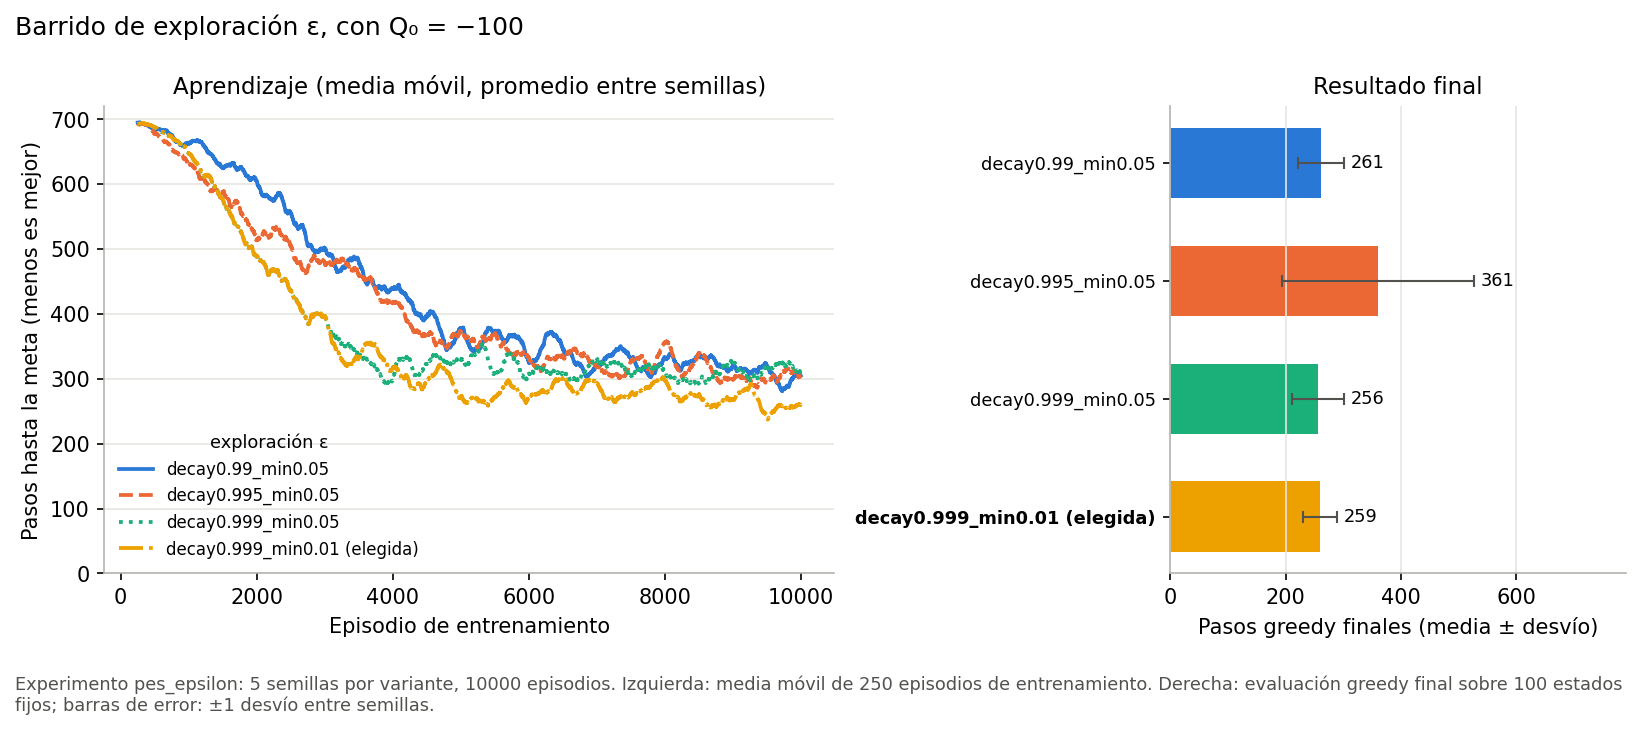 Barrido de exploración ε, con Q₀ = −100
Aprendizaje (media móvil, promedio entre semillas)
Pasos hasta la meta (menos es mejor)
700
600
500
400
300
200
100
0
exploración ε
decay0.99_min0.05
decay0.995_min0.05
decay0.999_min0.05
decay0.999_min0.01 (elegida)
0 2000 4000 6000 8000 10000
Episodio de entrenamiento
Resultado final
decay0.99_min0.05 261
decay0.995_min0.05 361
decay0.999_min0.05 256
decay0.999_min0.01 (elegida) 259
0 200 400 600
Pasos greedy finales (media ± desvío)
Experimento pes_epsilon: 5 semillas por variante, 10000 episodios. Izquierda: media móvil de 250 episodios de entrenamiento. Derecha: evaluación greedy final sobre 100 estados
fijos; barras de error: ±1 desvío entre semillas.